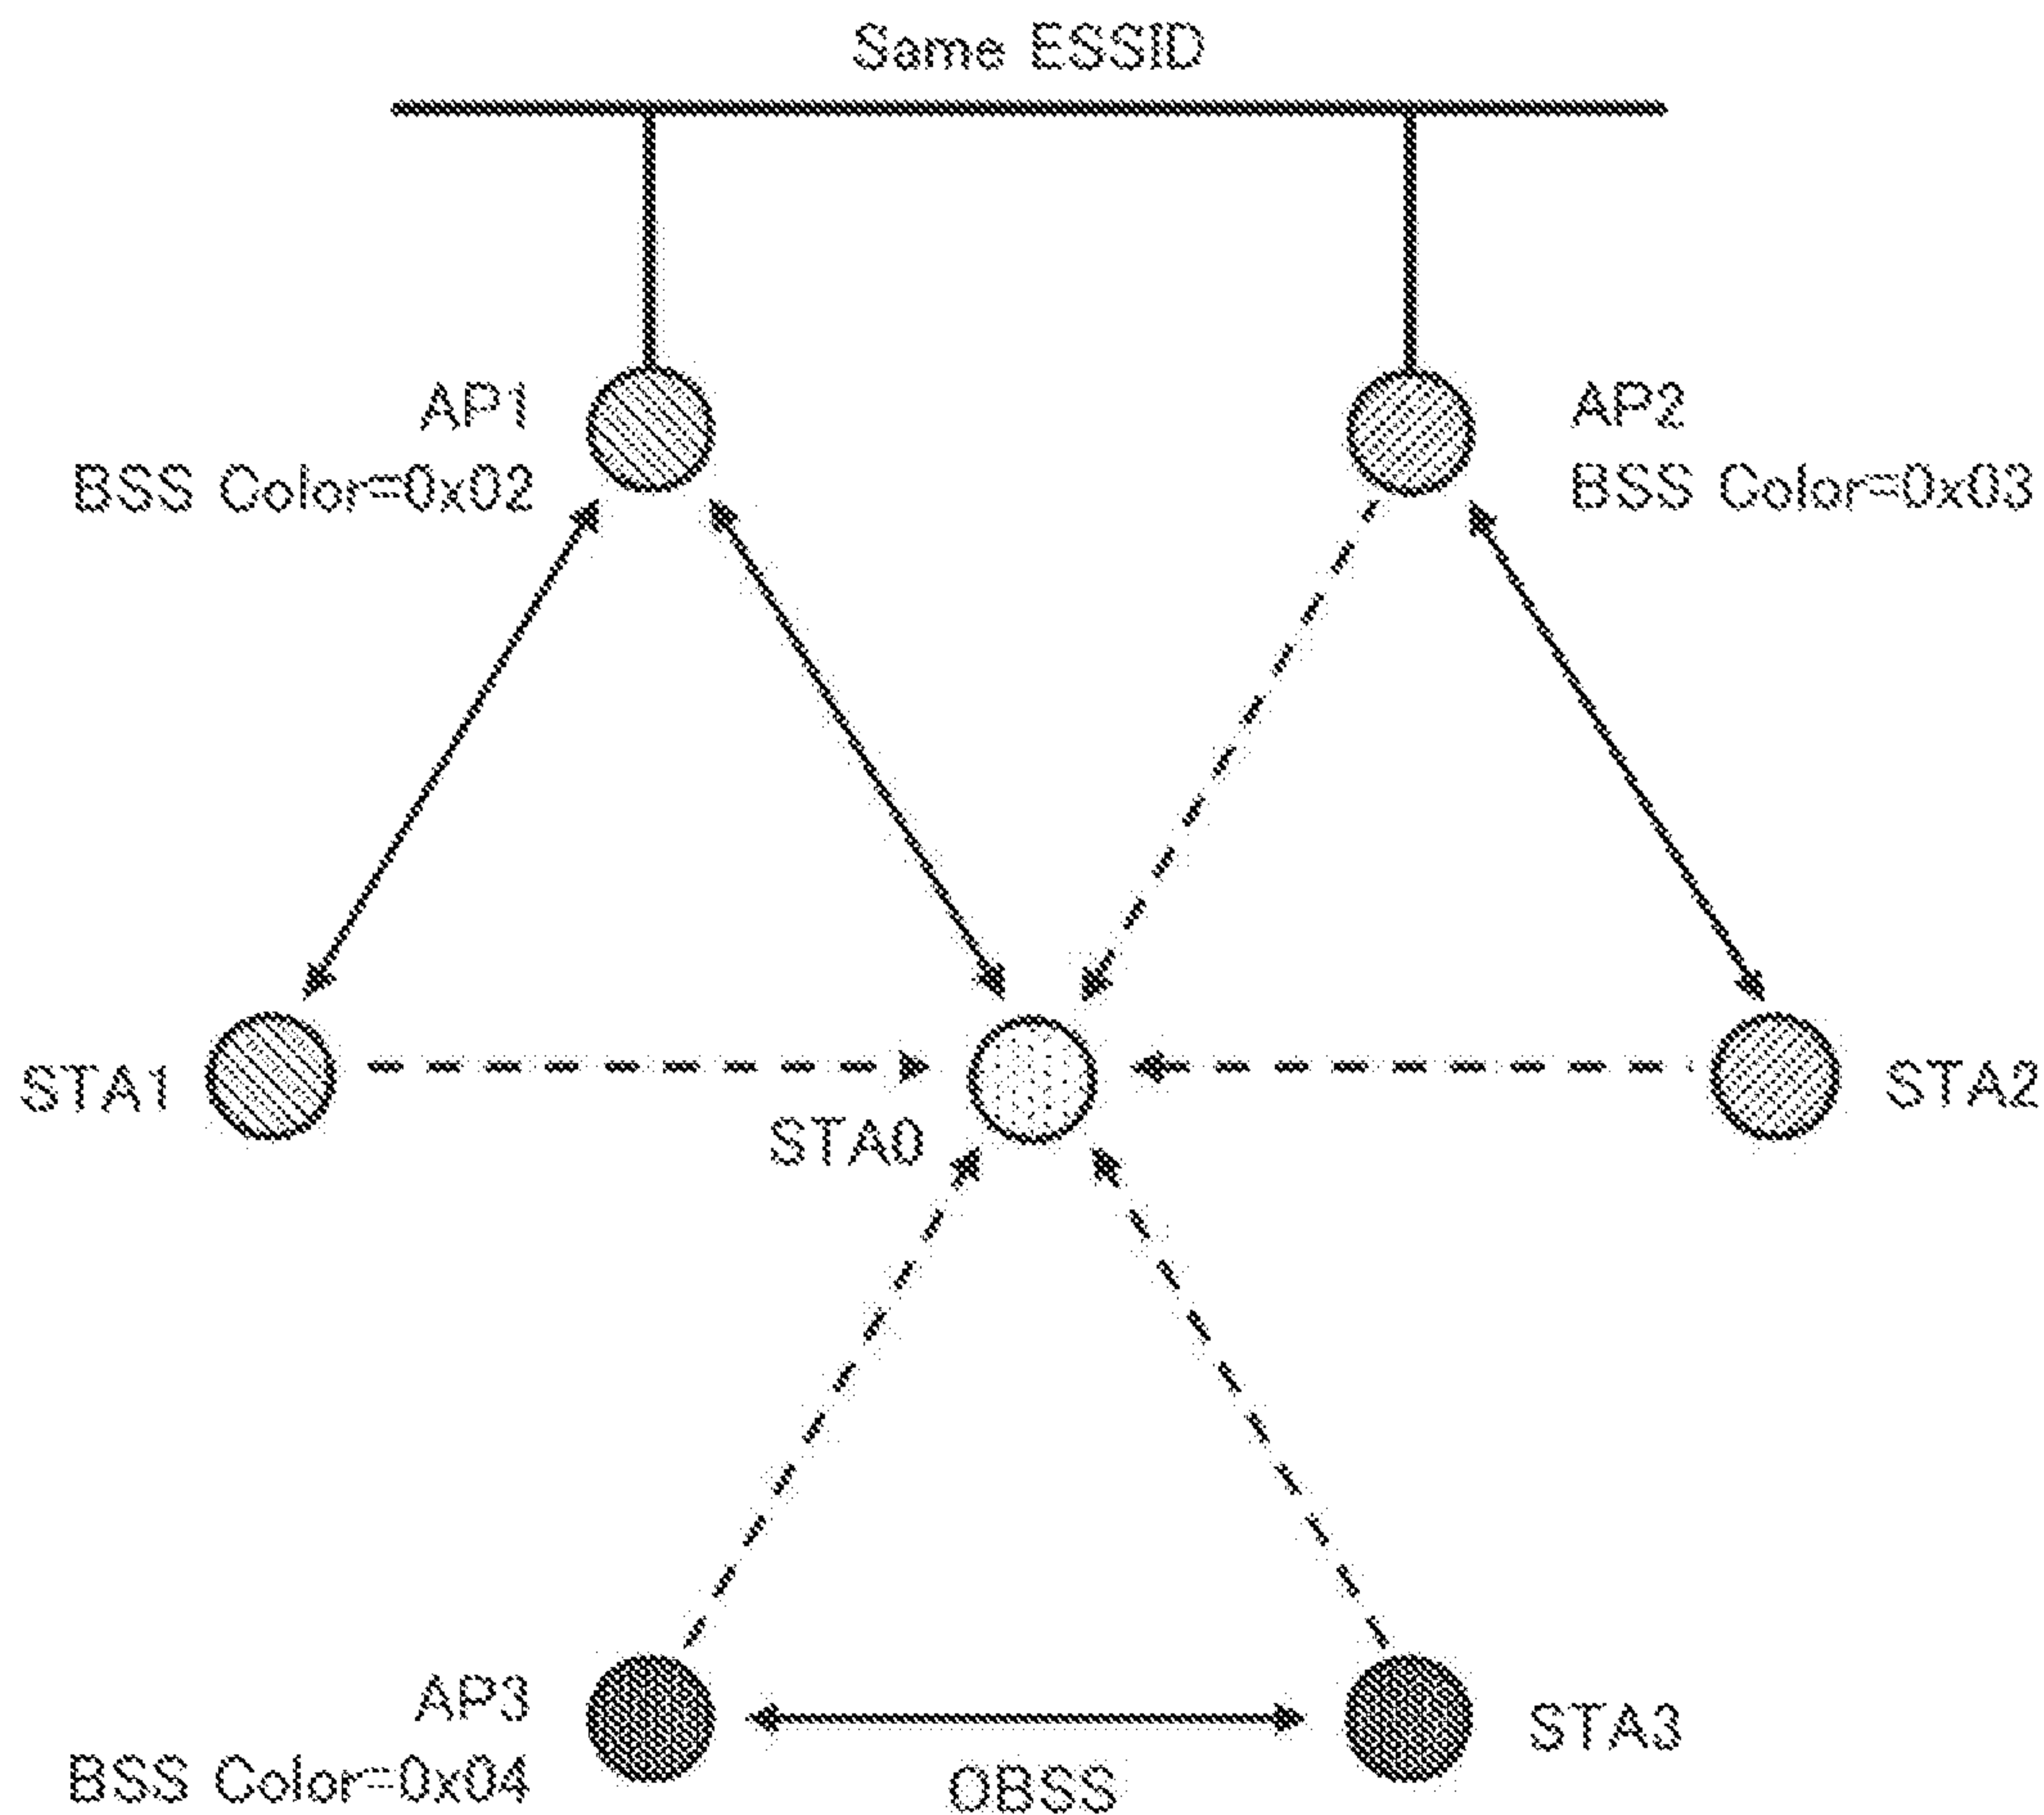 Same ESSID
AP1
BSS Color=0x02
AP2
BSS Color=0x03
STA1
STA0
STA2
AP3
BSS Color=0x04
OBSS
STA3